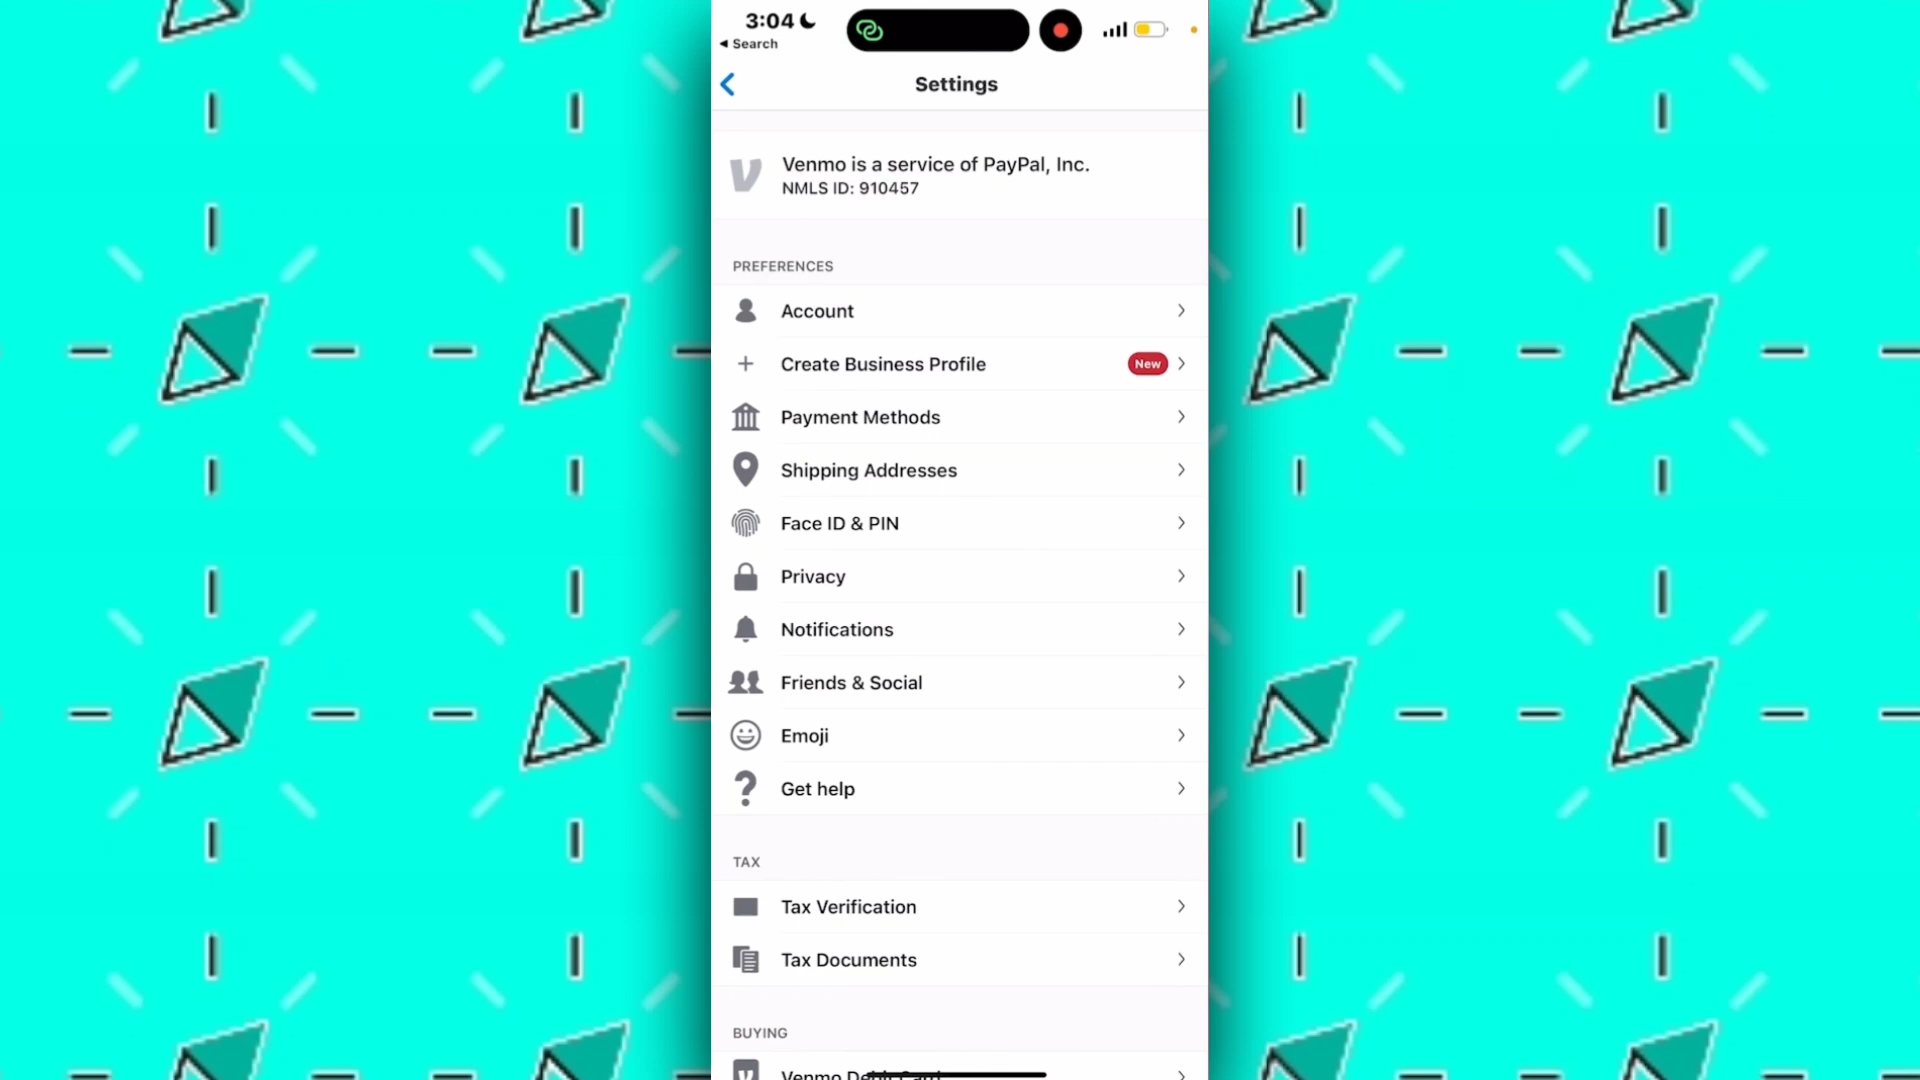 3:04
Search
Settings
Venmo is a service of PayPal, Inc.
NMLS ID: 910457
PREFERENCES
Account
Create Business Profile New
Payment Methods
Shipping Addresses
Face ID & PIN
Privacy
Notifications
Friends & Social
Emoji
Get help
TAX
Tax Verification
Tax Documents
BUYING
Venmo Debit Card